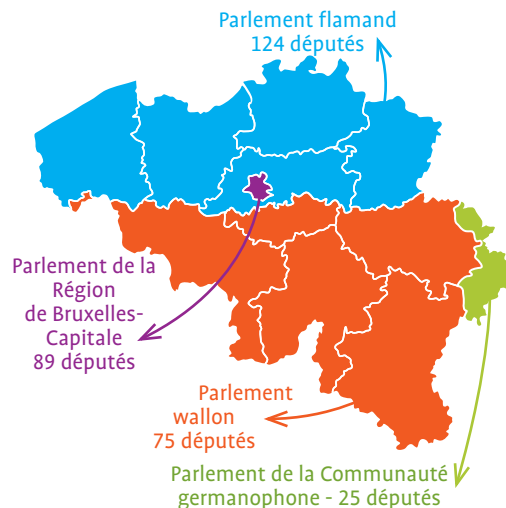 Parlement flamand
124 députés
Parlement de la
Région
de Bruxelles-
Capitale
89 députés
Parlement
wallon
75 députés
Parlement de la Communauté
germanophone - 25 députés